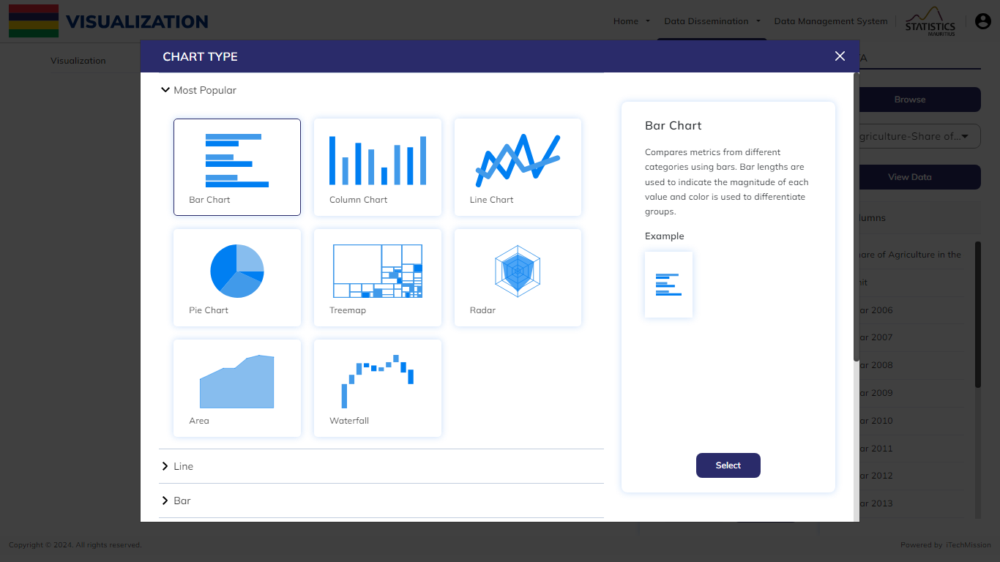 VISUALIZATION
Home
Data Dissemination
Data Management System
STATISTICS
MAURITIUS
Visualization
CHART TYPE
Most Popular
Bar Chart
Column Chart
Line Chart
Pie Chart
Treemap
Radar
Area
Waterfall
Line
Bar
Bar Chart
Compares metrics from different
categories using bars. Bar lengths are
used to indicate the magnitude of each
value and color is used to differentiate
groups.
Example
Select
Browse
griculture-Share of...
View Data
lumns
are of Agriculture in the
nit
ar 2006
ar 2007
ar 2008
ar 2009
ar 2010
ar 2011
ar 2012
ar 2013
Copyright © 2024. All rights reserved.
Powered by iTechMission